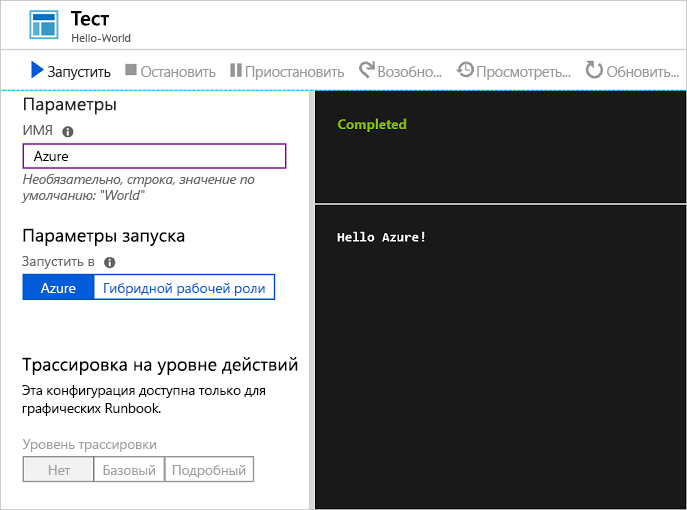 Тест
Hello-World
Запустить
Остановить
Приостановить
Возобно...
Просмотреть...
Обновить...
Параметры
ИМЯ
Azure
Необязательно, строка, значение по
умолчанию: "World"
Параметры запуска
Запустить в
Azure
Гибридной рабочей роли
Трассировка на уровне действий
Эта конфигурация доступна только для
графических Runbook.
Уровень трассировки
Нет
Базовый
Подробный
Completed
Hello Azure!